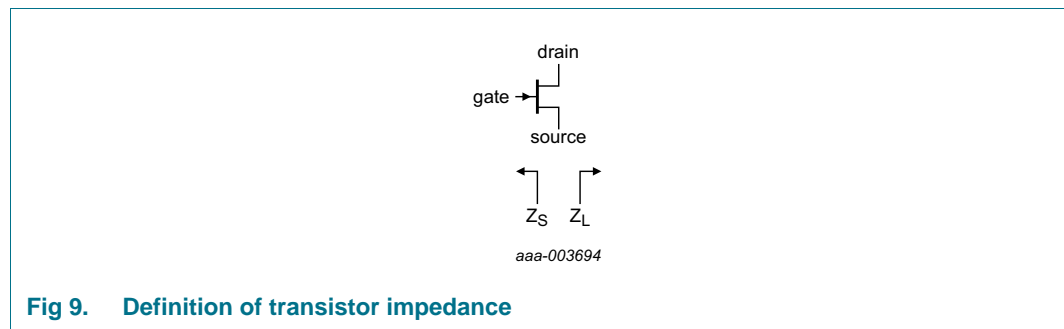 drain
gate
source
ZS ZL
aaa-003694
Fig 9. Definition of transistor impedance